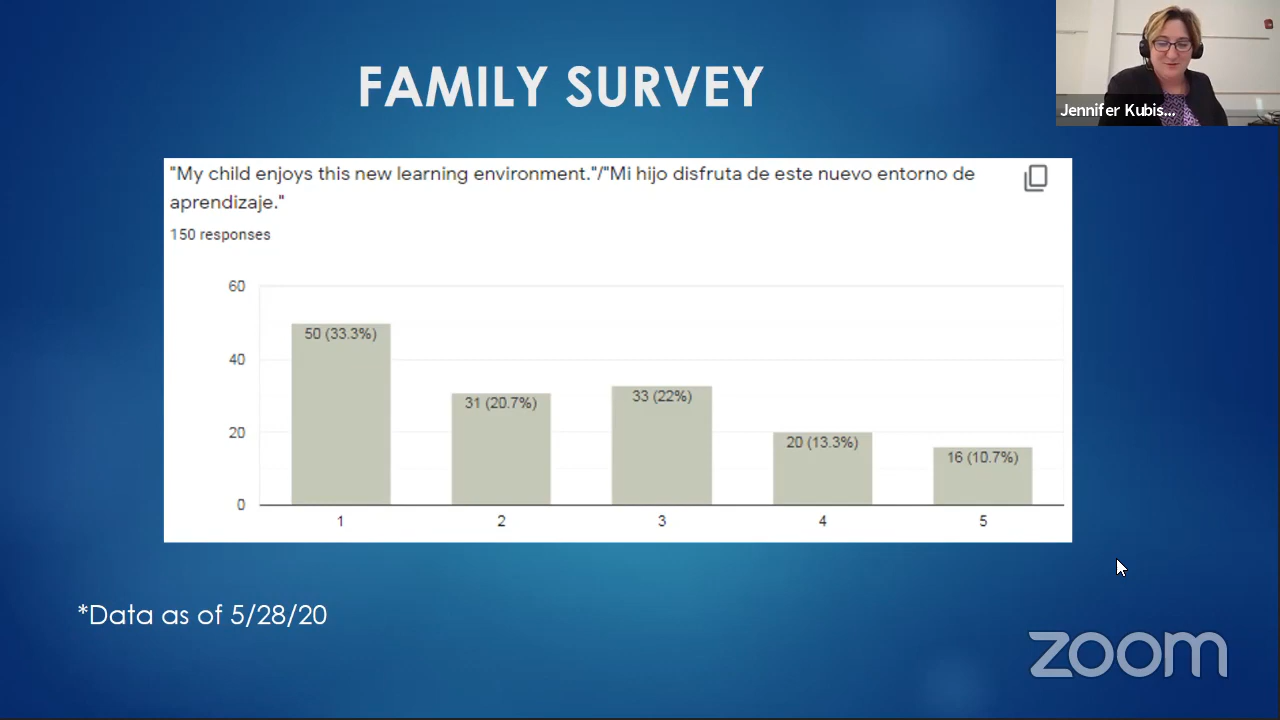 FAMILY SURVEY
Jennifer Kubis...
"My child enjoys this new learning environment."/"Mi hijo disfruta de este nuevo entorno de
aprendizaje."
150 responses
60
40
20
0
50 (33.3%)
31 (20.7%)
33 (22%)
20 (13.3%)
16 (10.7%)
1 2 3 4 5
*Data as of 5/28/20
zoom